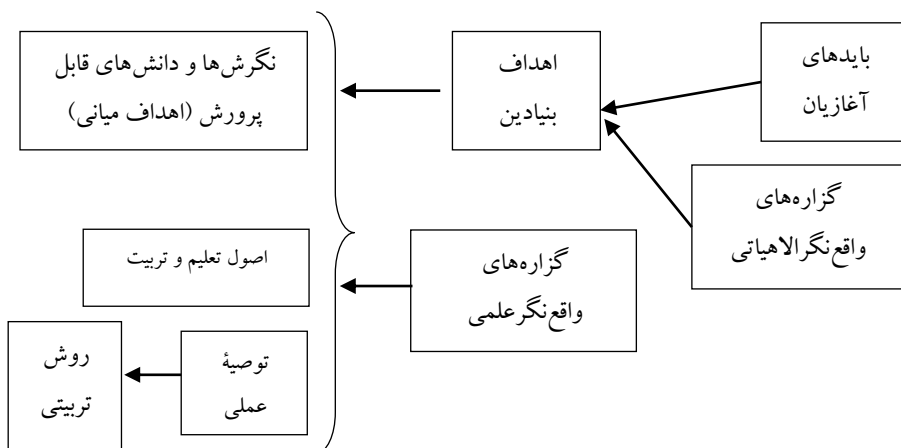 بایدهای
آغازیان
گزاره‌های
واقع‌نگرالاهیاتی
اهداف
بنیادین
گزاره‌های
واقع‌نگرعلمی
نگرش‌ها و دانش‌های قابل
پرورش (اهداف میانی)
اصول تعلیم و تربیت
توصیۀ
عملی
روش
تربیتی